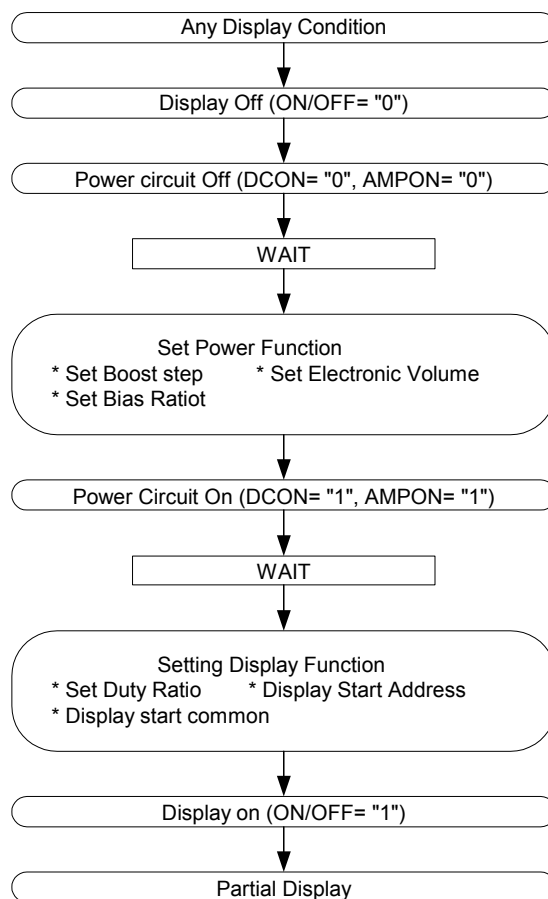 Any Display Condition
Display Off (ON/OFF= "0")
Power circuit Off (DCON= "0", AMPON= "0")
WAIT
Set Power Function
* Set Boost step * Set Electronic Volume
* Set Bias Ratiot
Power Circuit On (DCON= "1", AMPON= "1")
WAIT
Setting Display Function
* Set Duty Ratio * Display Start Address
* Display start common
Display on (ON/OFF= "1")
Partial Display